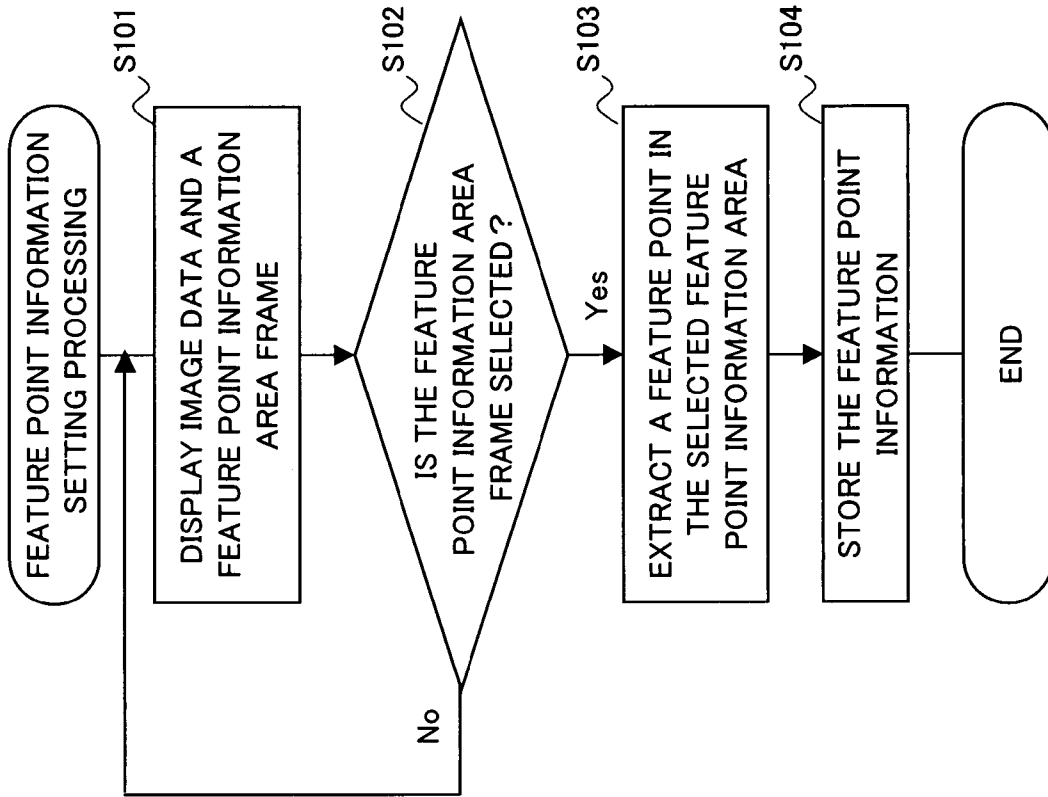 FEATURE POINT INFORMATION
SETTING PROCESSING
S101
DISPLAY IMAGE DATA AND A
FEATURE POINT INFORMATION
AREA FRAME
S102
IS THE FEATURE
POINT INFORMATION AREA
FRAME SELECTED?
No
Yes
S103
EXTRACT A FEATURE POINT IN
THE SELECTED FEATURE
POINT INFORMATION AREA
S104
STORE THE FEATURE POINT
INFORMATION
END